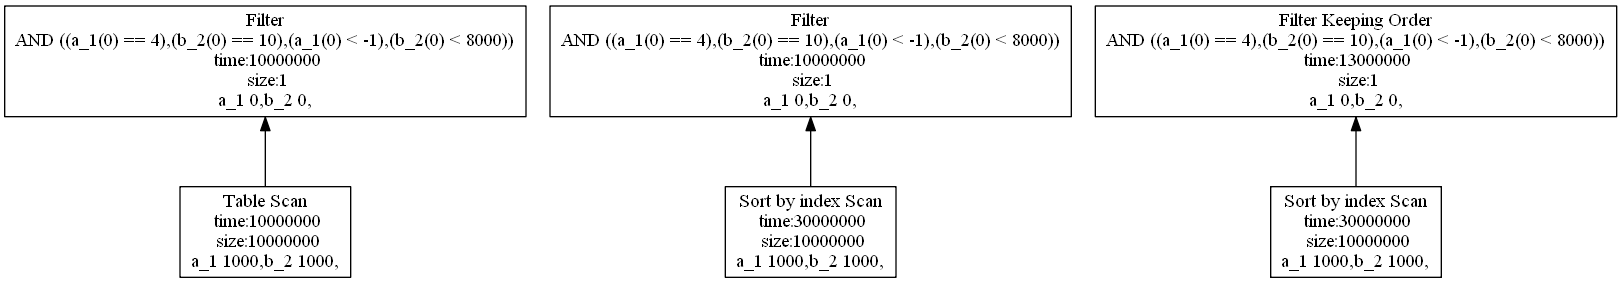 Filter
AND ((a_1(0) == 4),(b_2(0) == 10),(a_1(0) < -1),(b_2(0) < 8000))
time:10000000
size:1
a_1 0,b_2 0,
Table Scan
time:10000000
size:10000000
a_1 1000,b_2 1000,
Filter
AND ((a_1(0) == 4),(b_2(0) == 10),(a_1(0) < -1),(b_2(0) < 8000))
time:10000000
size:1
a_1 0,b_2 0,
Sort by index Scan
time:30000000
size:10000000
a_1 1000,b_2 1000,
Filter Keeping Order
AND ((a_1(0) == 4),(b_2(0) == 10),(a_1(0) < -1),(b_2(0) < 8000))
time:13000000
size:1
a_1 0,b_2 0,
Sort by index Scan
time:30000000
size:10000000
a_1 1000,b_2 1000,